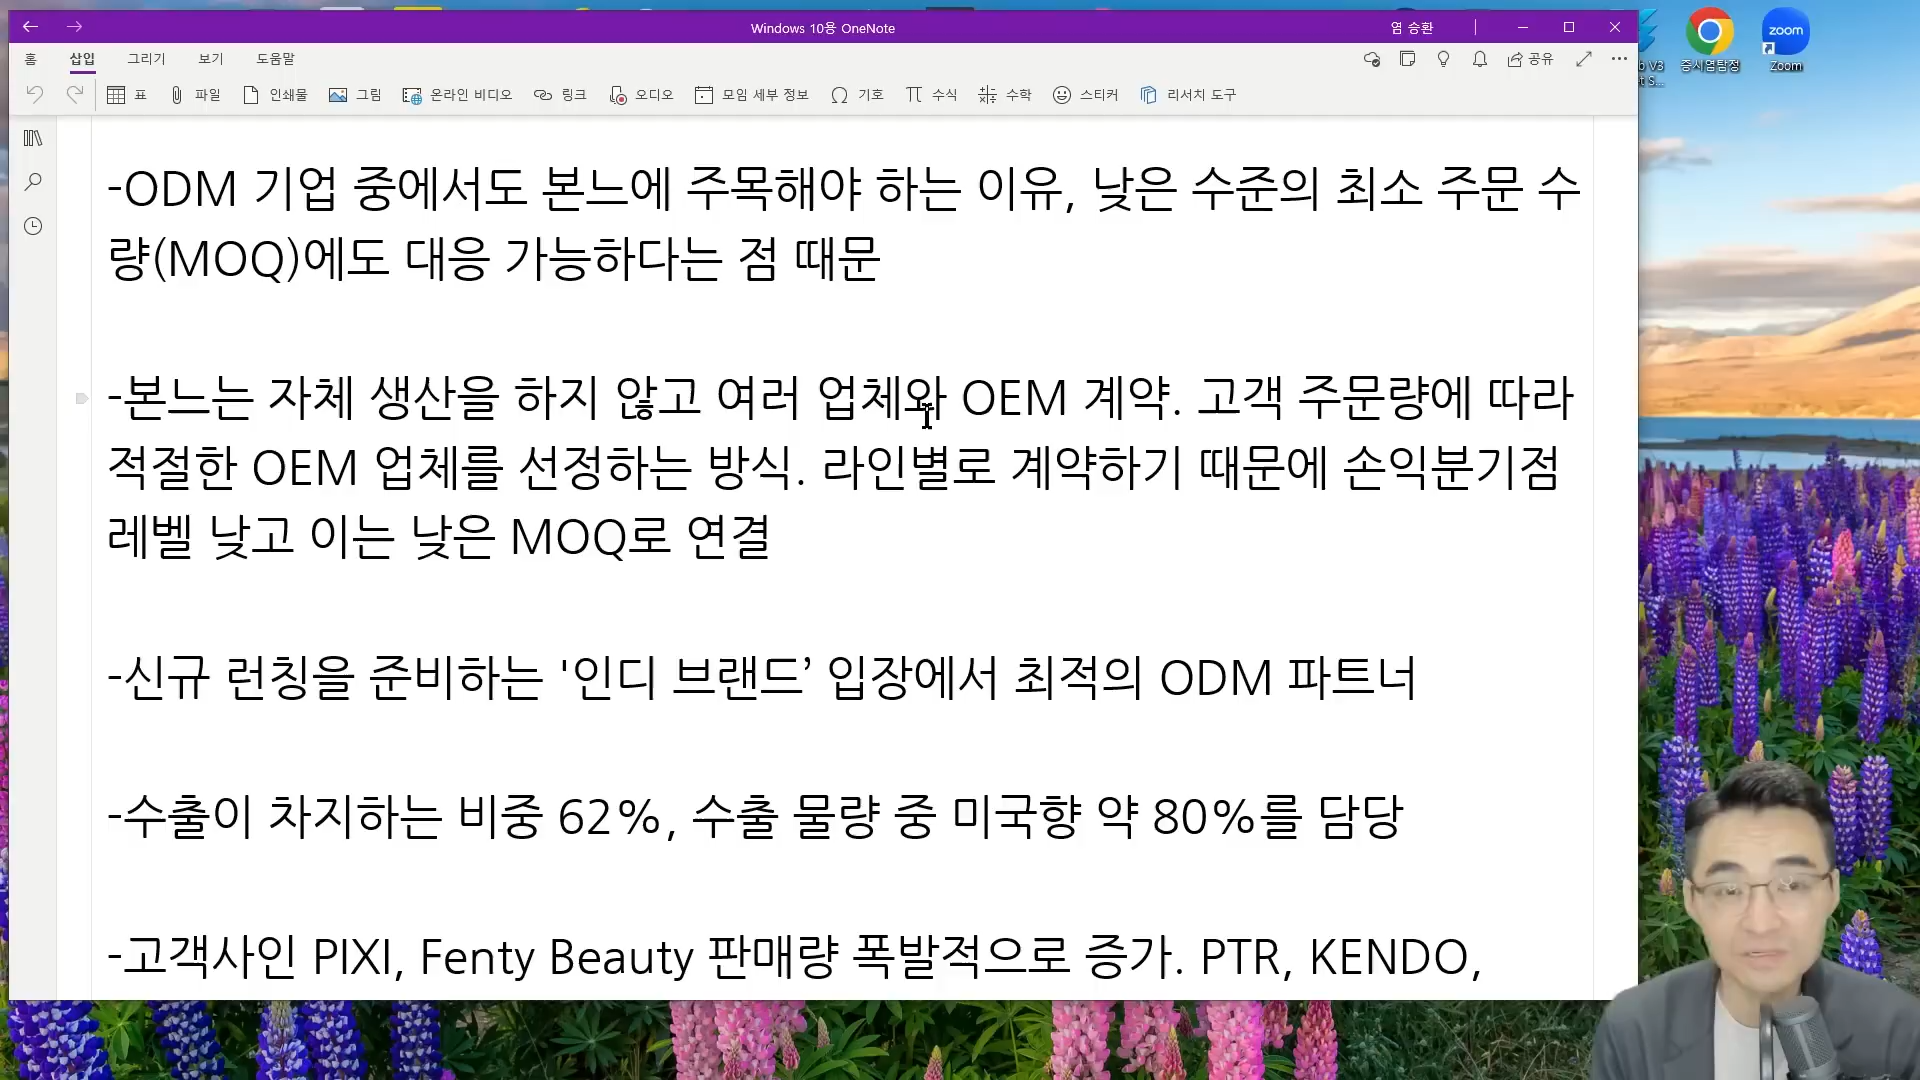 Windows 10용 OneNote
염 승환
홈 삽입 그리기 보기 도움말
공유
표 파일 인쇄물 그림 온라인 비디오 링크 오디오 모임 세부 정보 기호 수식 수학 스티커 리서치 도구
-ODM 기업 중에서도 본느에 주목해야 하는 이유, 낮은 수준의 최소 주문 수
량(MOQ)에도 대응 가능하다는 점 때문
-본느는 자체 생산을 하지 않고 여러 업체와 OEM 계약. 고객 주문량에 따라
적절한 OEM 업체를 선정하는 방식. 라인별로 계약하기 때문에 손익분기점
레벨 낮고 이는 낮은 MOQ로 연결
-신규 런칭을 준비하는 '인디 브랜드’ 입장에서 최적의 ODM 파트너
-수출이 차지하는 비중 62%, 수출 물량 중 미국향 약 80%를 담당
-고객사인 PIXI, Fenty Beauty 판매량 폭발적으로 증가. PTR, KENDO,
zoom
V3
증시염탐정
Zoom